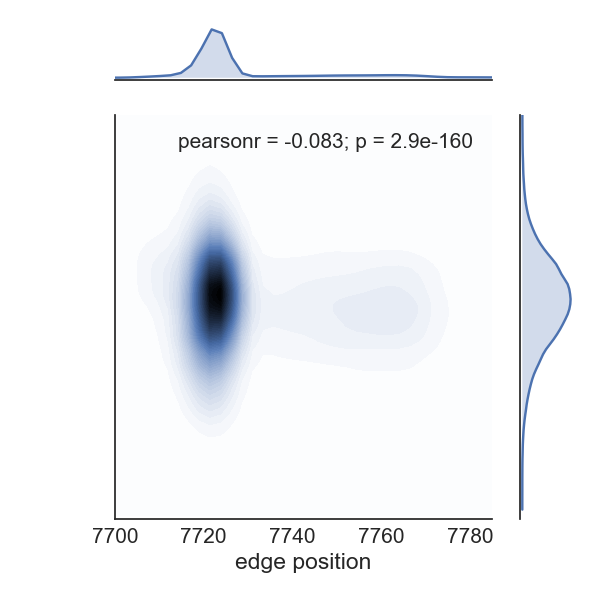 pearsonr = -0.083; p = 2.9e-160
7700 7720 7740 7760 7780
edge position